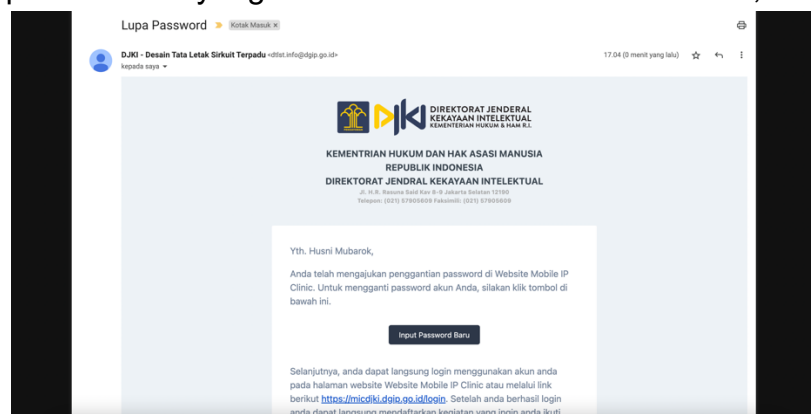 Lupa Password
Kotak Masuk x
DJKI - Desain Tata Letak Sirkuit Terpadu <dtlst.info@dgip.go.id>
17.04 (0 menit yang lalu)
kepada saya
DJKI
DIREKTORAT JENDERAL
KEKAYAAN INTELEKTUAL
KEMENTERIAN HUKUM & HAM R.I.
KEMENTRIAN HUKUM DAN HAK ASASI MANUSIA
REPUBLIK INDONESIA
DIREKTORAT JENDRAL KEKAYAAN INTELEKTUAL
Jl. H.R. Rasuna Said Kav 8-9 Jakarta Selatan 12190
Telepon: (021) 57905609 Faksimili: (021) 57905609
Yth. Husni Mubarok,
Anda telah mengajukan penggantian password di Website Mobile IP
Clinic. Untuk mengganti password akun Anda, silakan klik tombol di
bawah ini.
Input Password Baru
Selanjutnya, anda dapat langsung login menggunakan akun anda
pada halaman website Website Mobile IP Clinic atau melalui link
berikut https://micdjki.dgip.go.id/login. Setelah anda berhasil login
anda dapat langsung mendaftarkan kegiatan yang ingin anda ikuti